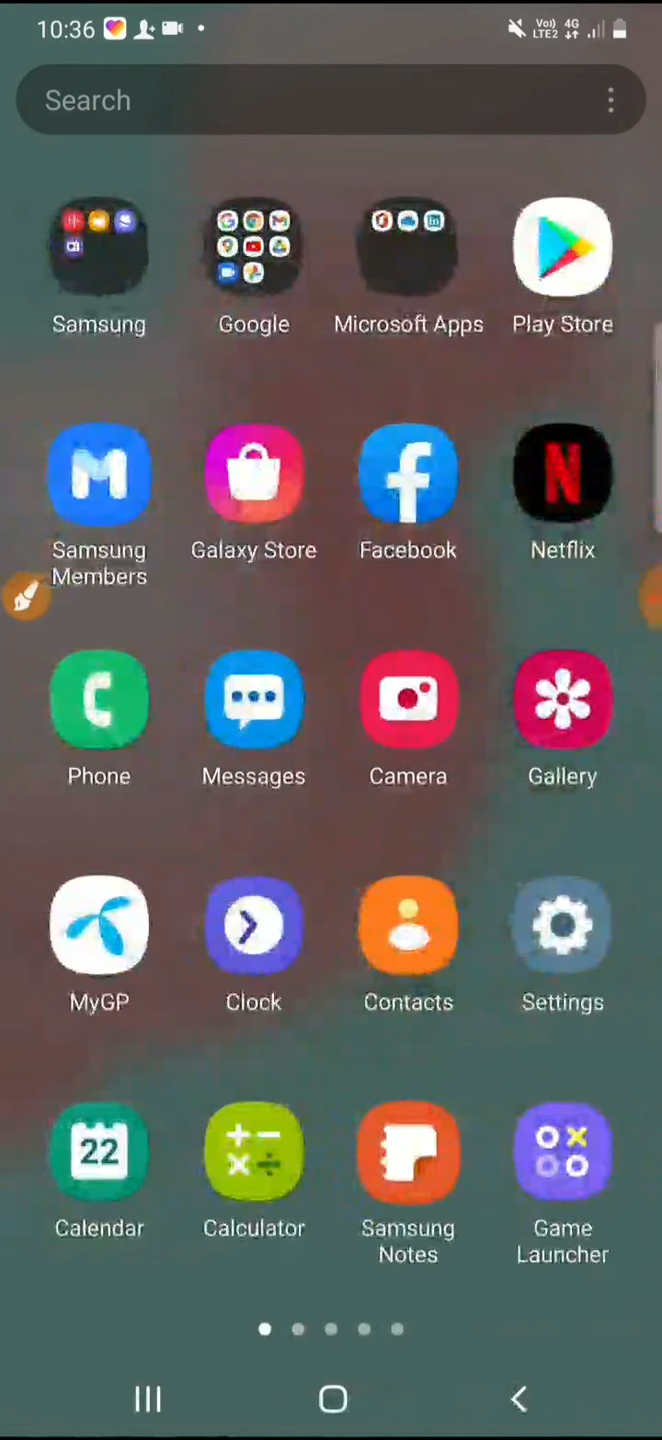 10:36 Vo)) LTE2 4G
Search
Samsung Google Microsoft Apps Play Store
Samsung Members Galaxy Store Facebook N Netflix
Phone Messages Camera Gallery
MyGP Clock Contacts Settings
22
Calendar Calculator Samsung Notes Game Launcher